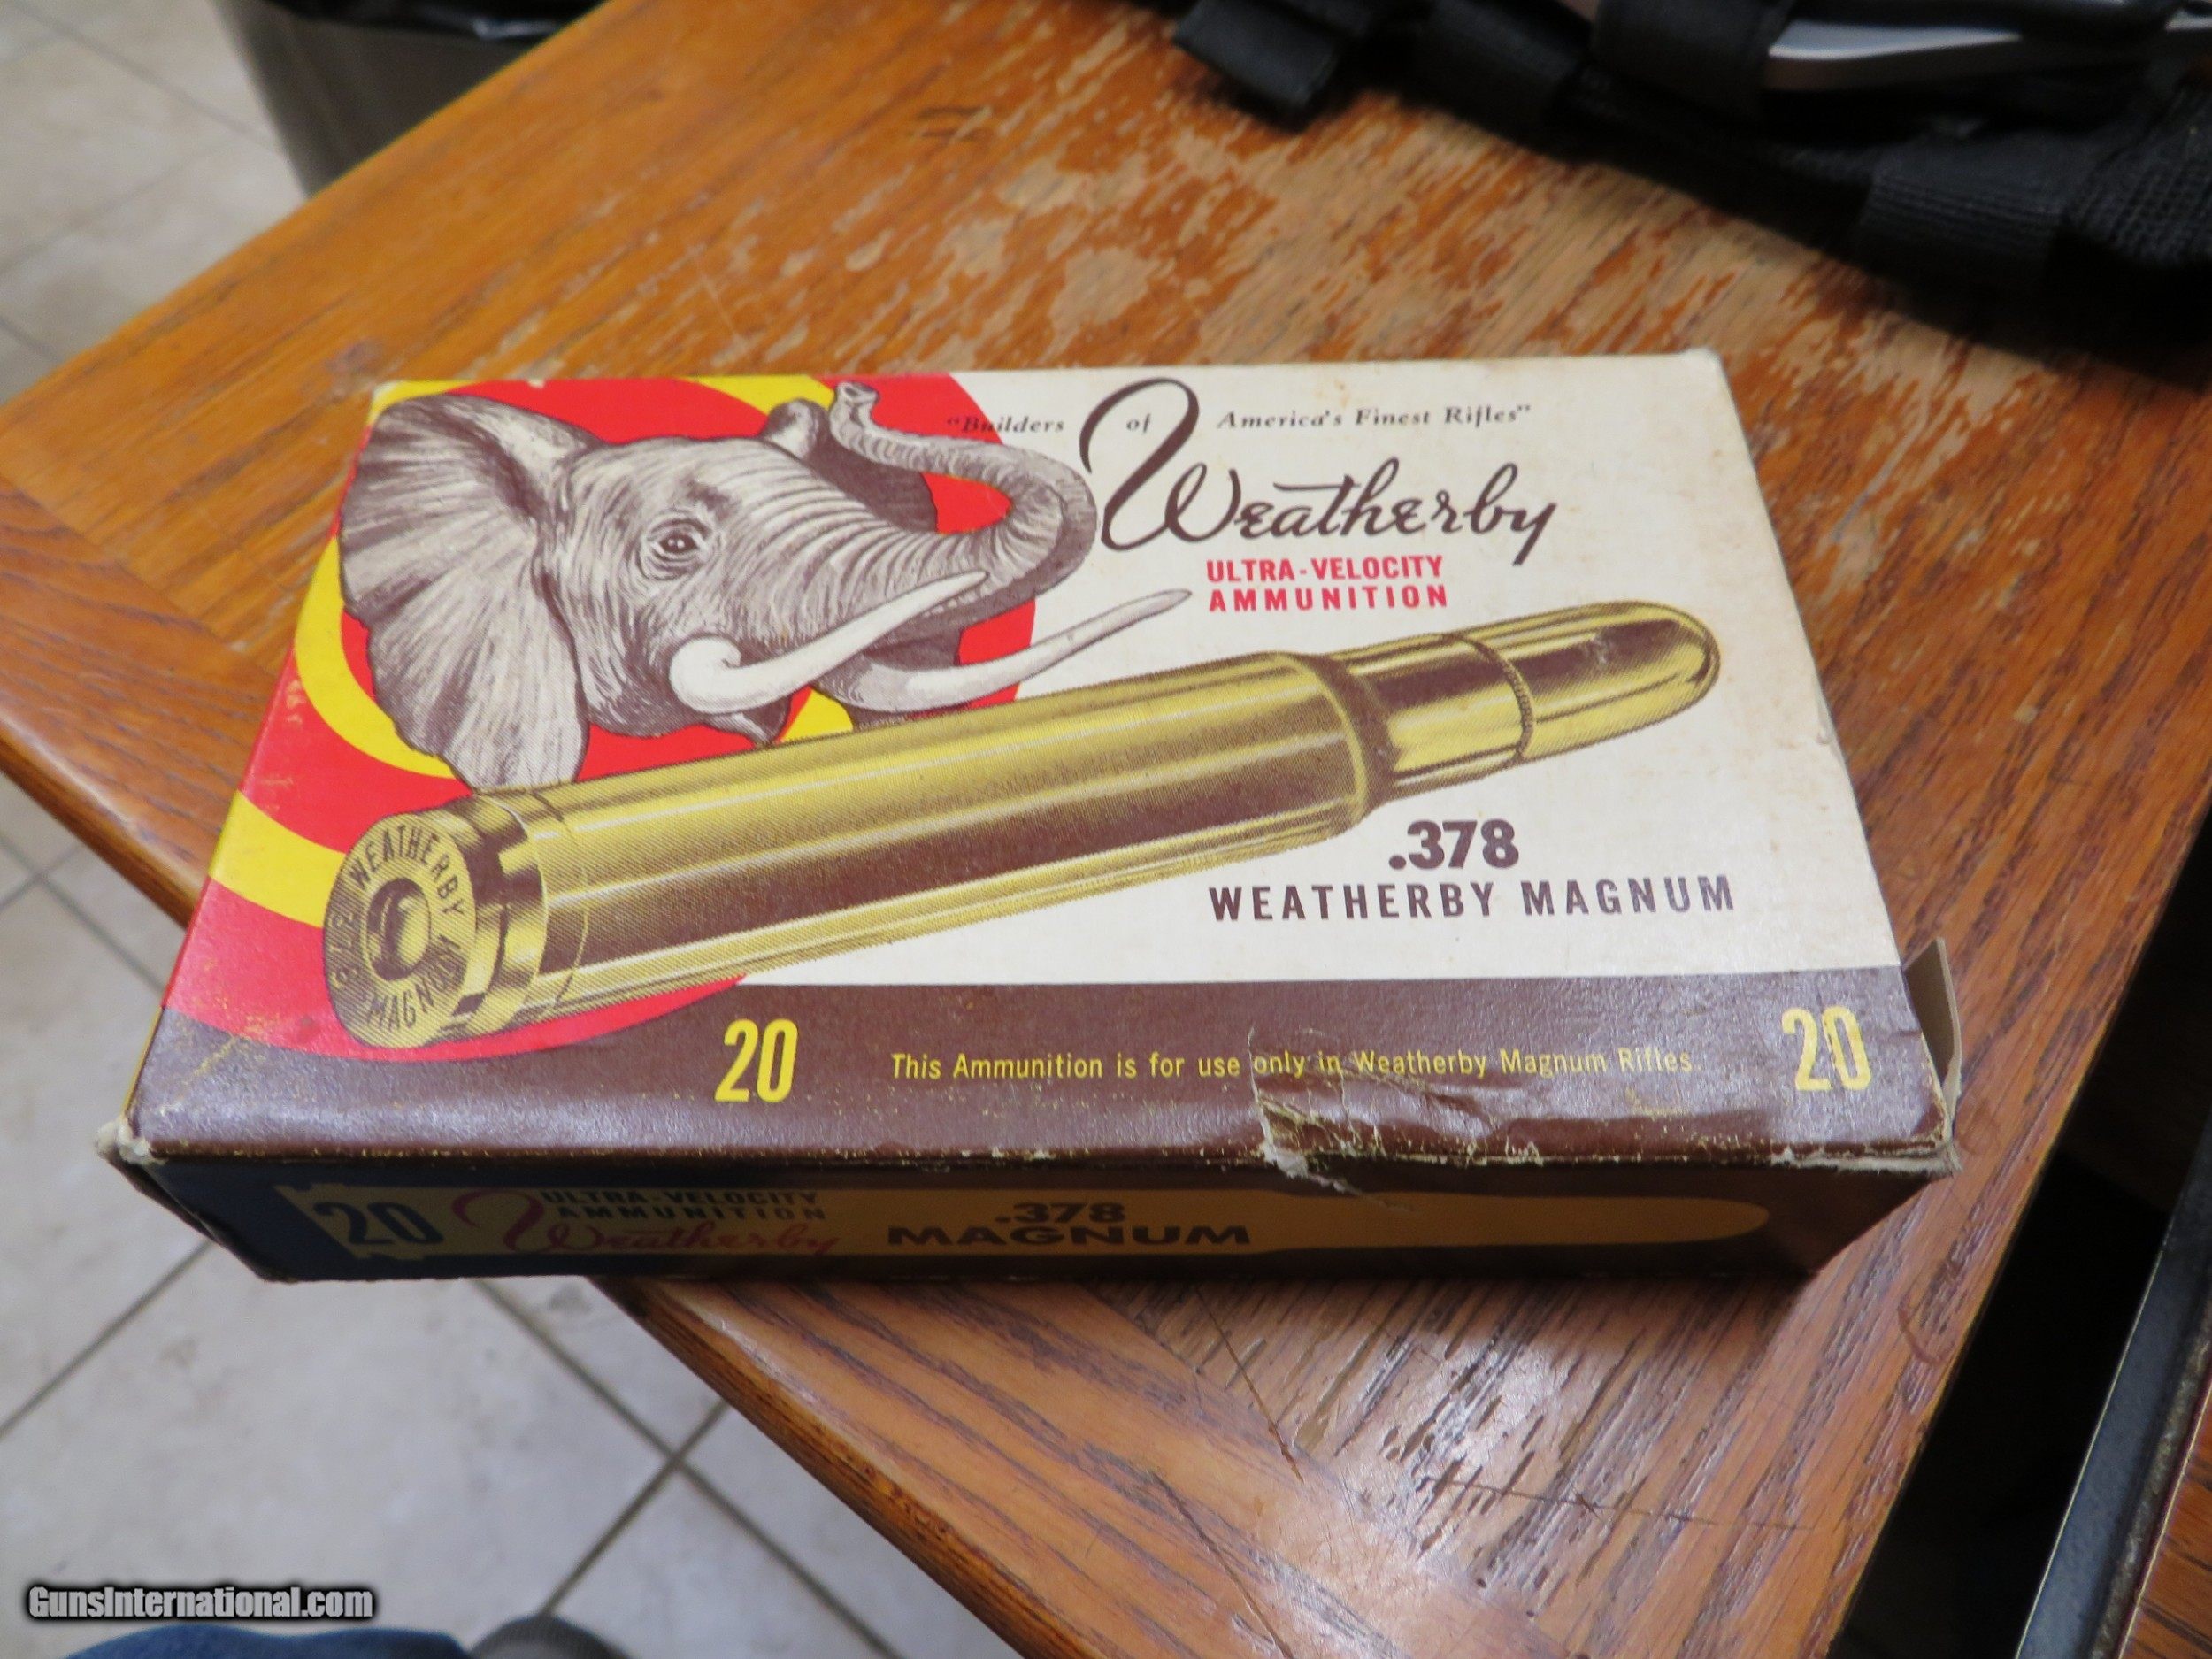 "Builders of America's Finest Rifles"
Weatherby
ULTRA-VELOCITY
AMMUNITION
378 WEATHERBY MAGNUM
.378
WEATHERBY MAGNUM
20 This Ammunition is for use only in Weatherby Magnum Rifles. 20
20 ULTRA-VELOCITY
AMMUNITION
Weatherby
.378
MAGNUM
GunsInternational.com